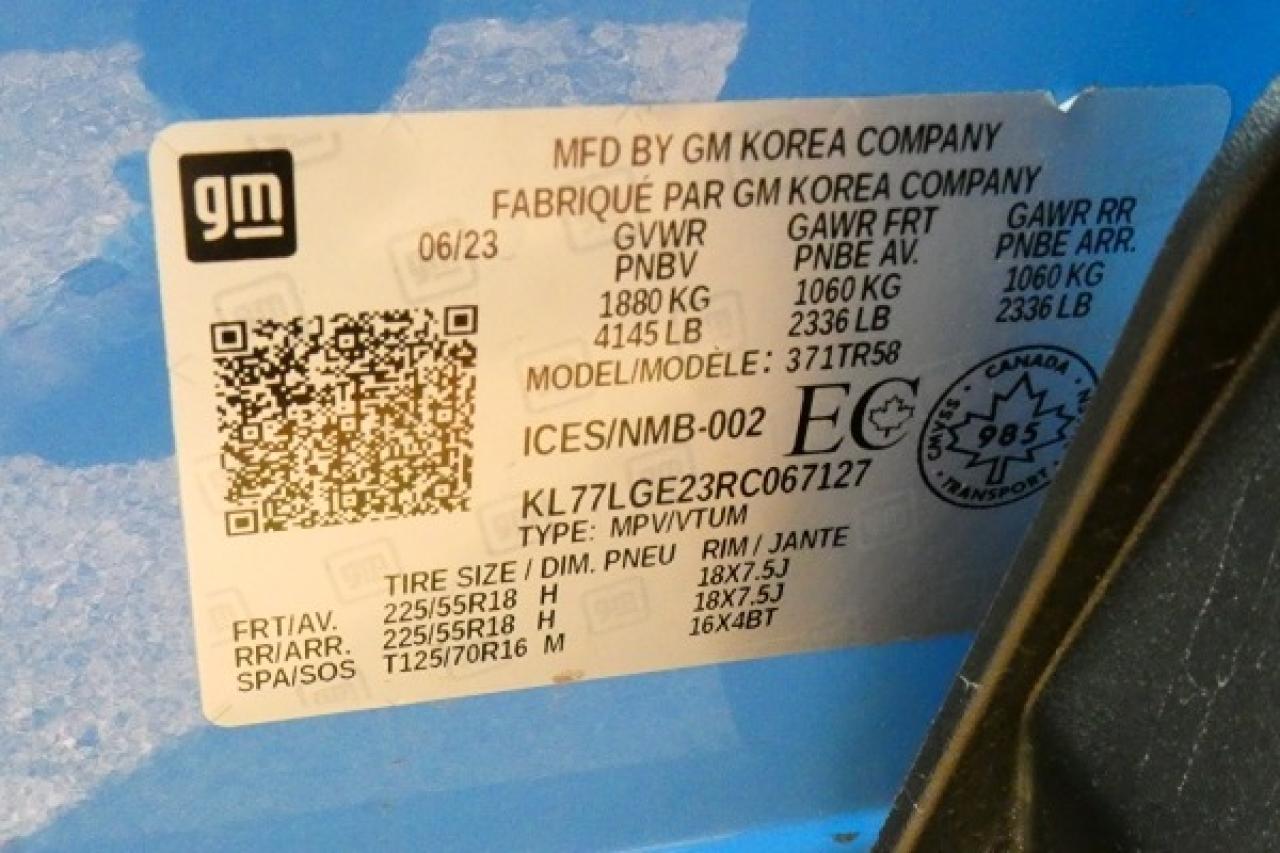 gm
MFD BY GM KOREA COMPANY
FABRIQUÉ PAR GM KOREA COMPANY
06/23 GVWR GAWR FRT GAWR RR
PNBV PNBE AV. PNBE ARR.
1880 KG 1060 KG 1060 KG
4145 LB 2336 LB 2336 LB
MODEL/MODÈLE: 371TR58
ICES/NMB-002 EC
CANADA
CMVSS 985
TRANSPORT
KL77LGE23RC067127
TYPE: MPV/VTUM
TIRE SIZE / DIM. PNEU RIM / JANTE
FRT/AV. 225/55R18 H 18X7.5J
RR/ARR. 225/55R18 H 18X7.5J
SPA/SOS T125/70R16 M 16X4BT